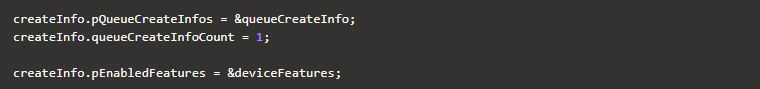 createInfo.pQueueCreateInfos = &queueCreateInfo;
createInfo.queueCreateInfoCount = 1;
createInfo.pEnabledFeatures = &deviceFeatures;